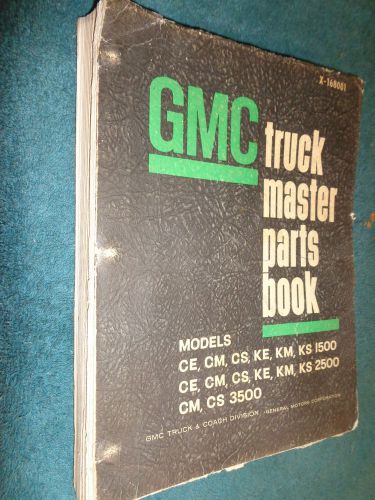 X-168001
GMC truck
master
parts
book
MODELS
CE, CM, CS, KE, KM, KS 1500
CE, CM, CS, KE, KM, KS 2500
CM, CS 3500
GMC TRUCK & COACH DIVISION - GENERAL MOTORS CORPORATION